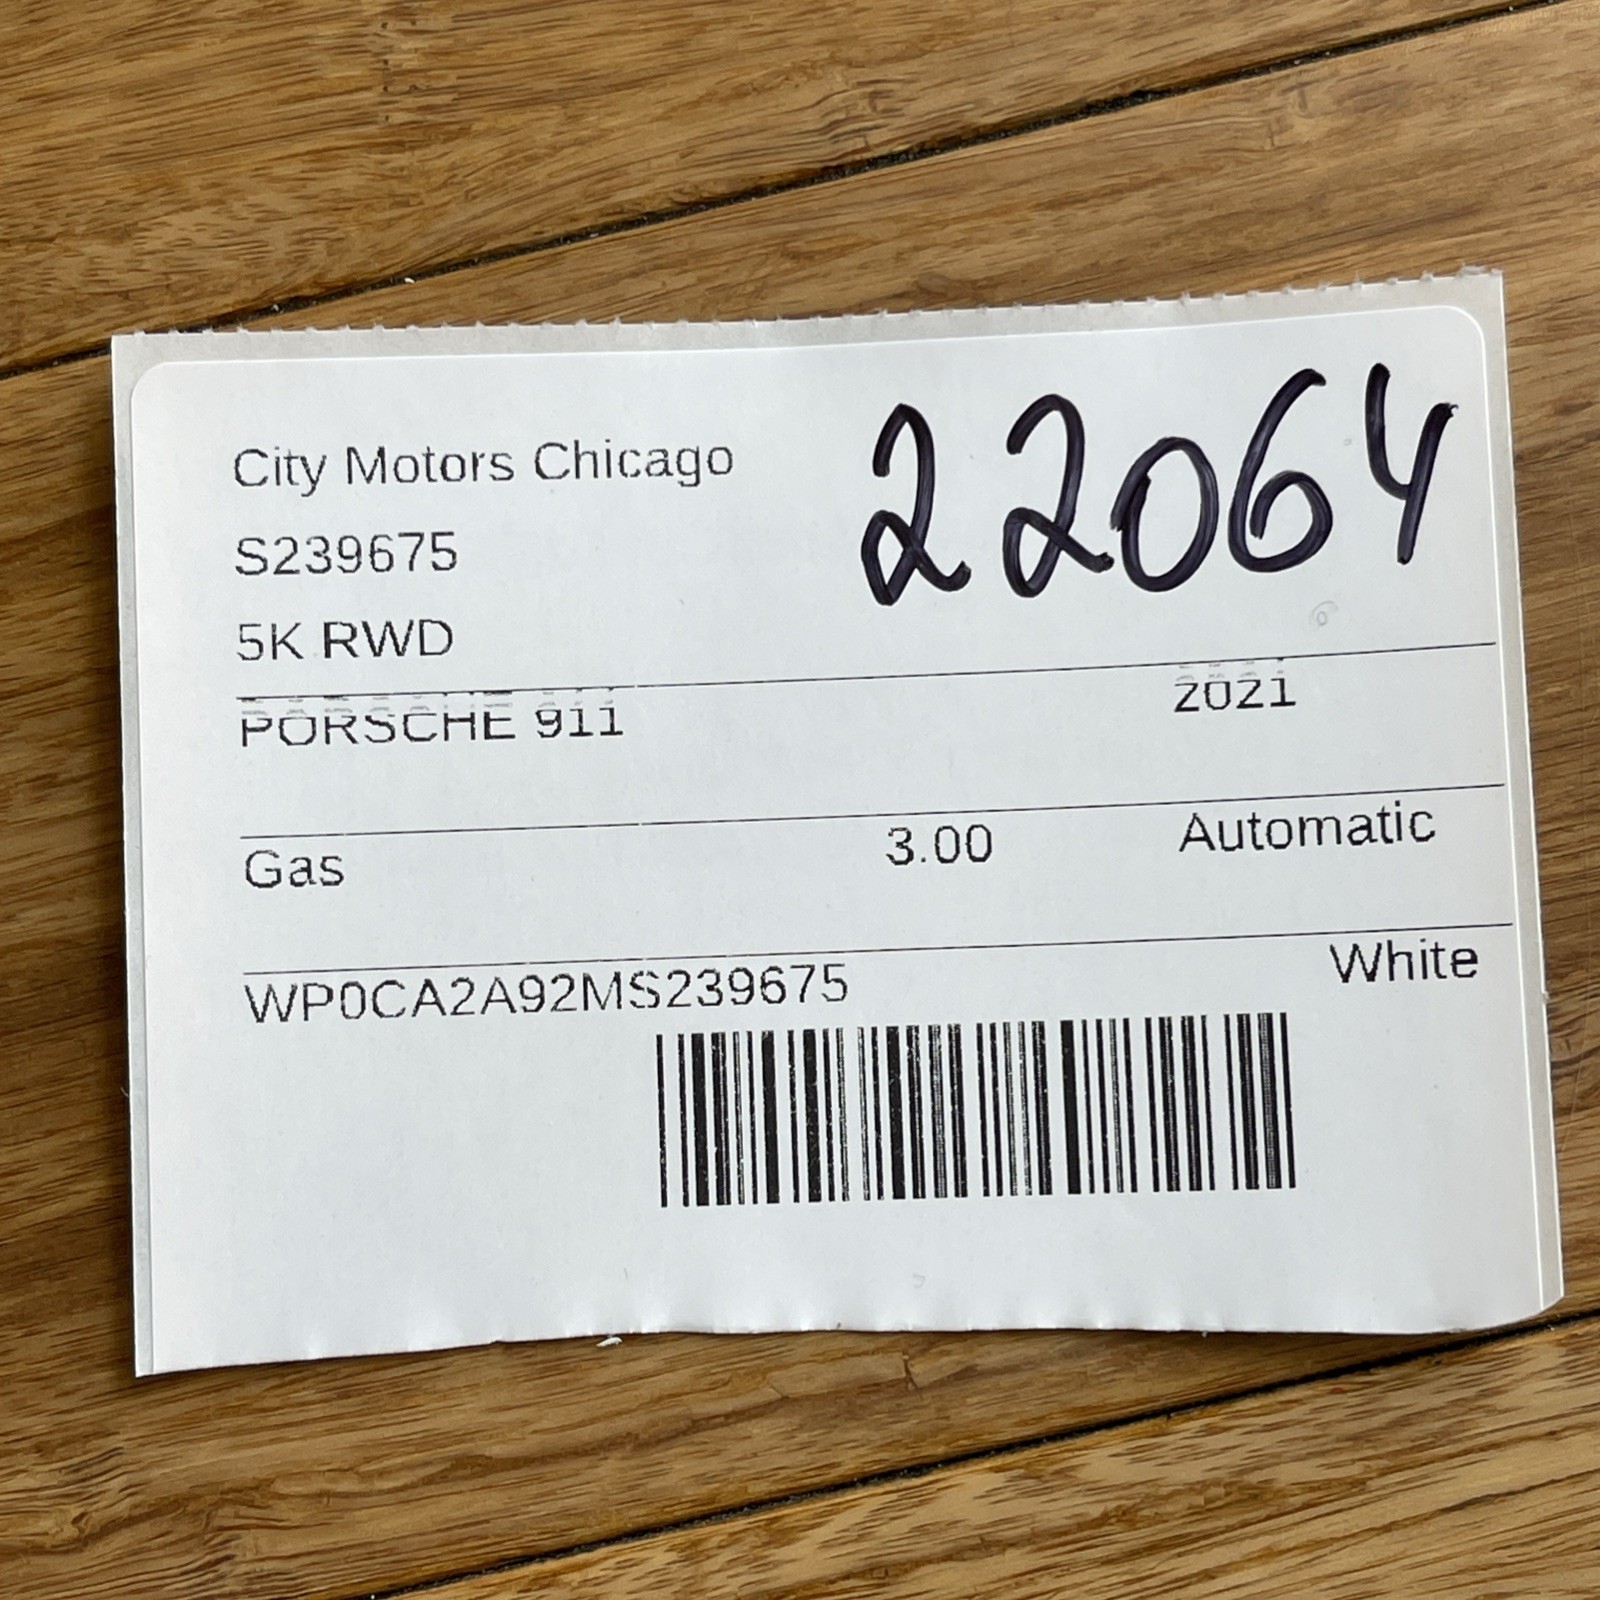 City Motors Chicago
22064
S239675
5K RWD
PORSCHE 911 2021
Gas 3.00 Automatic
WP0CA2A92MS239675 White